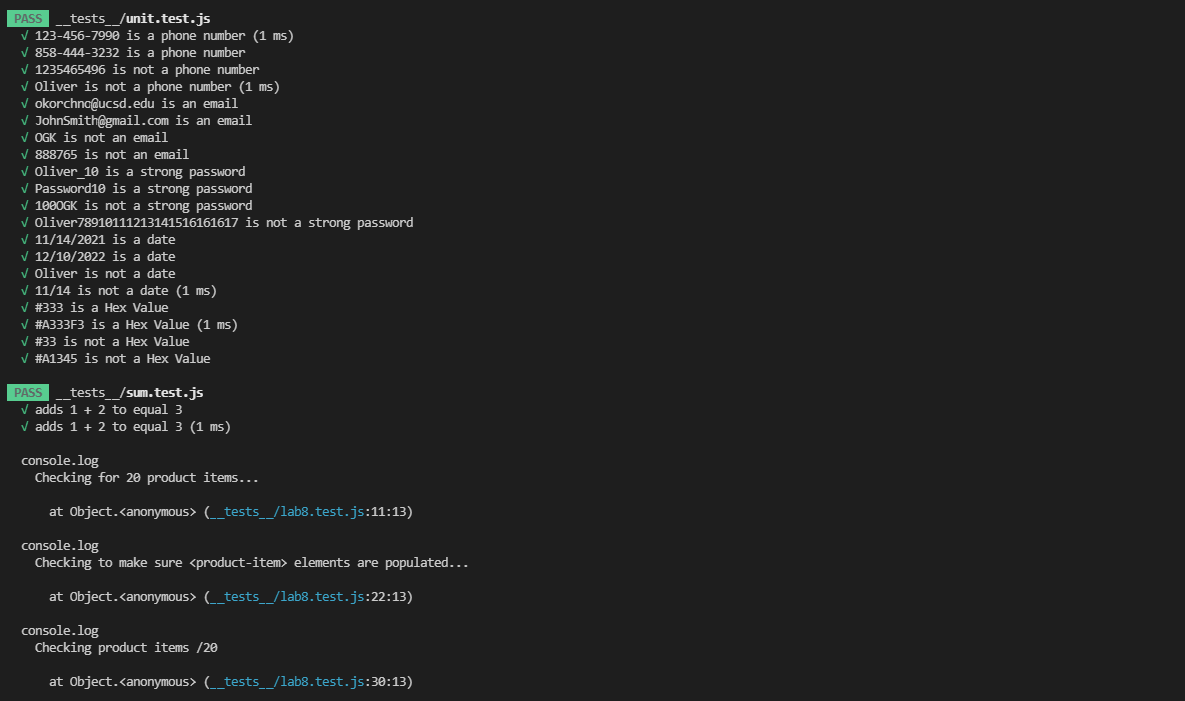 PASS __tests__/unit.test.js
√ 123-456-7990 is a phone number (1 ms)
√ 858-444-3232 is a phone number
√ 1235465496 is not a phone number
√ Oliver is not a phone number (1 ms)
√ okorchno@ucsd.edu is an email
√ JohnSmith@gmail.com is an email
√ OGK is not an email
√ 888765 is not an email
√ Oliver_10 is a strong password
√ Password10 is a strong password
√ 100OGK is not a strong password
√ Oliver78910111213141516161617 is not a strong password
√ 11/14/2021 is a date
√ 12/10/2022 is a date
√ Oliver is not a date
√ 11/14 is not a date (1 ms)
√ #333 is a Hex Value
√ #A333F3 is a Hex Value (1 ms)
√ #33 is not a Hex Value
√ #A1345 is not a Hex Value
PASS __tests__/sum.test.js
√ adds 1 + 2 to equal 3
√ adds 1 + 2 to equal 3 (1 ms)
console.log
Checking for 20 product items...
at Object.<anonymous> (__tests__/lab8.test.js:11:13)
console.log
Checking to make sure <product-item> elements are populated...
at Object.<anonymous> (__tests__/lab8.test.js:22:13)
console.log
Checking product items /20
at Object.<anonymous> (__tests__/lab8.test.js:30:13)